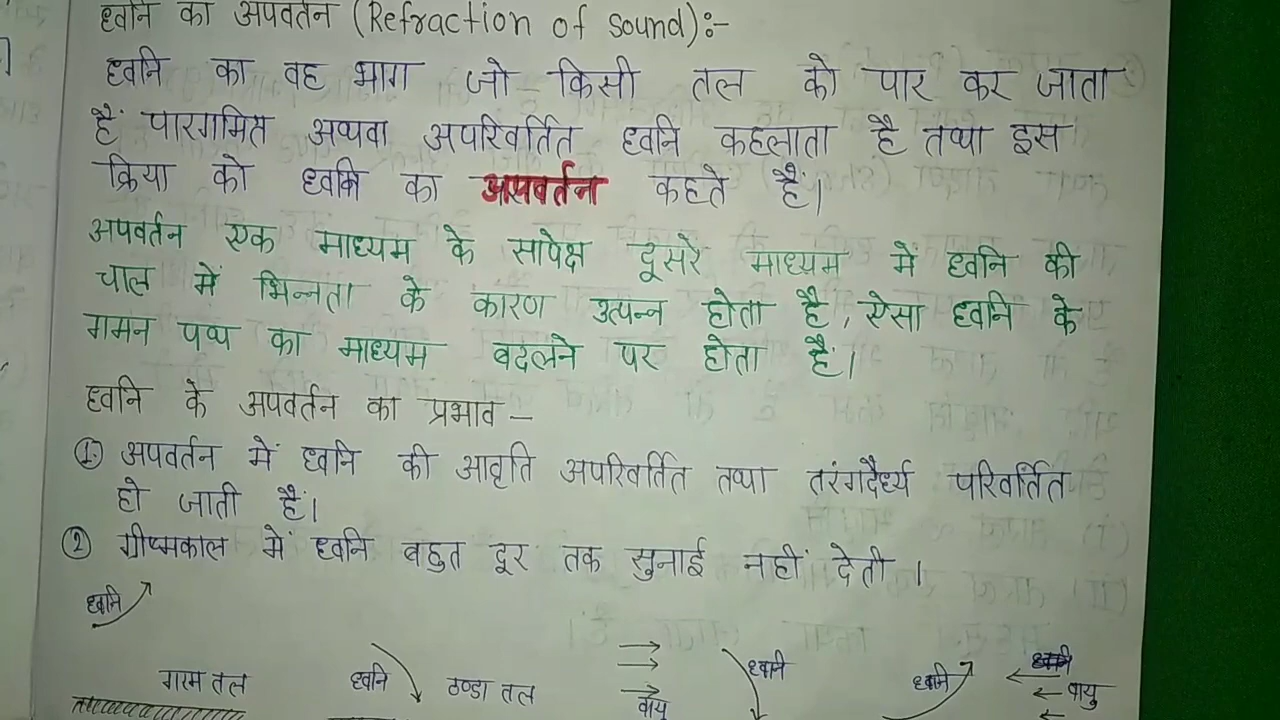 ध्वनि का अपवर्तन (Refraction of sound):-
ध्वनि का वह भाग जो किसी तल को पार कर जाता
हैं पारगमित अथवा अपरिवर्तित ध्वनि कहलाता है तथा इस
क्रिया को ध्वनि का अपवर्तन कहते हैं।
अपवर्तन एक माध्यम के सापेक्ष दूसरे माध्यम में ध्वनि की
चाल में भिन्नता के कारण उत्पन्न होता है, ऐसा ध्वनि के
गमन पथ का माध्यम बदलने पर होता हैं।
ध्वनि के अपवर्तन का प्रभाव –
① अपवर्तन में ध्वनि की आवृति अपरिवर्तित तथा तरंगदैर्ध्य परिवर्तित
हो जाती हैं।
② ग्रीष्मकाल में ध्वनि बहुत दूर तक सुनाई नहीं देती ।
ध्वनि
गरम तल ध्वनि ठण्डा तल वायु ध्वनि ध्वनि वायु